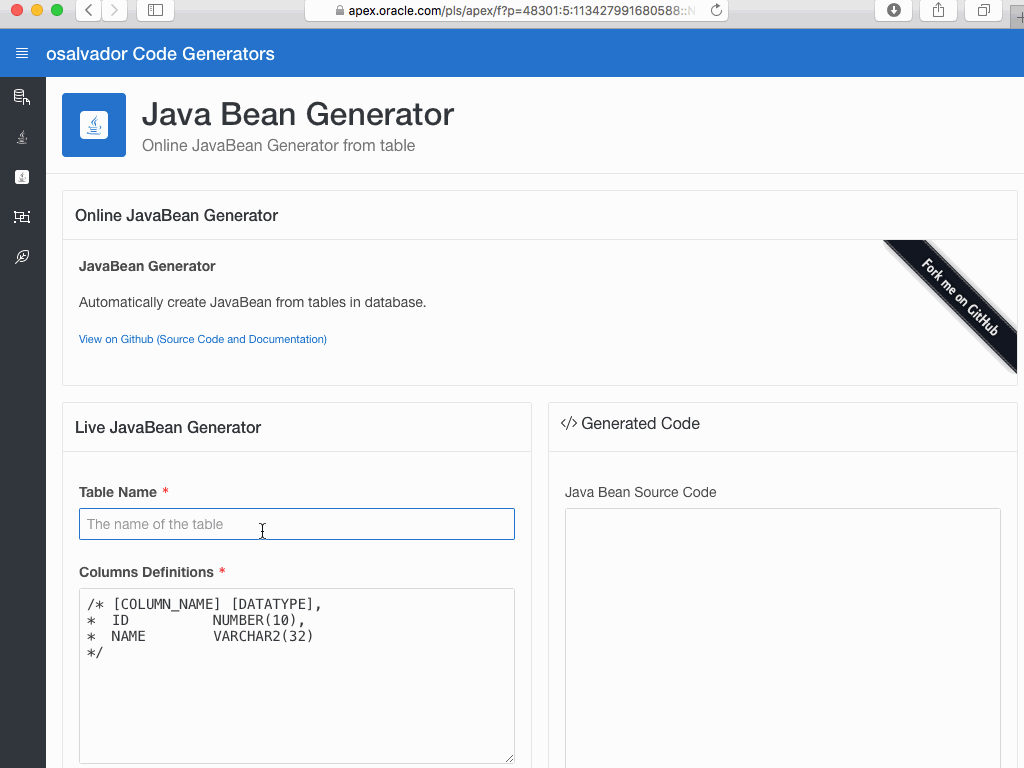 apex.oracle.com/pls/apex/f?p=48301:5:113427991680588::N
osalvador Code Generators
Java Bean Generator
Online JavaBean Generator from table
Online JavaBean Generator
JavaBean Generator
Automatically create JavaBean from tables in database.
View on Github (Source Code and Documentation)
Fork me on GitHub
Live JavaBean Generator
Table Name *
The name of the table
Columns Definitions *
/* [COLUMN_NAME] [DATATYPE],
*  ID          NUMBER(10),
*  NAME        VARCHAR2(32)
*/
</> Generated Code
Java Bean Source Code